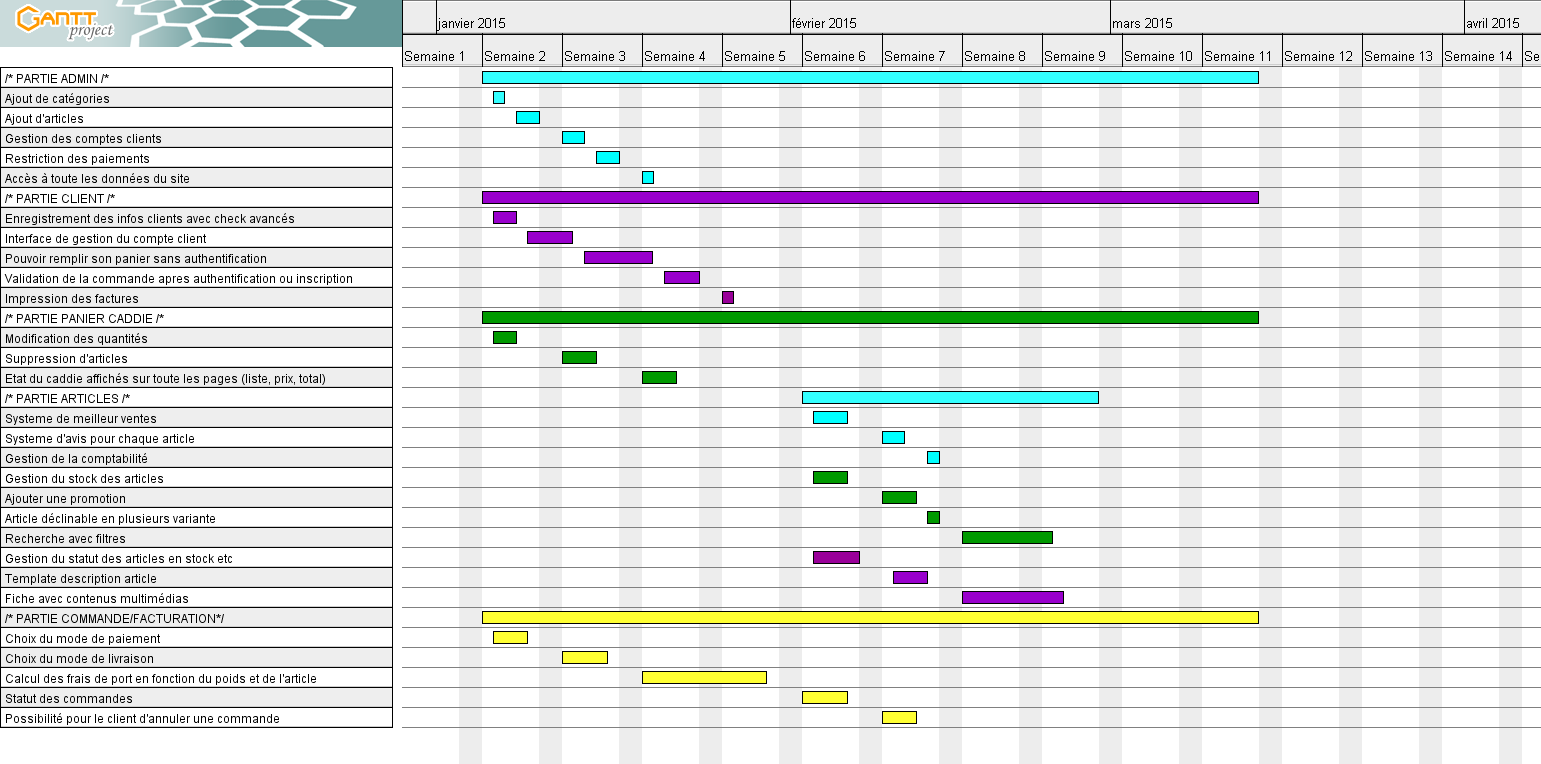 GANTT
project
janvier 2015 février 2015 mars 2015 avril 2015
Semaine 1 Semaine 2 Semaine 3 Semaine 4 Semaine 5 Semaine 6 Semaine 7 Semaine 8 Semaine 9 Semaine 10 Semaine 11 Semaine 12 Semaine 13 Semaine 14 Se
/* PARTIE ADMIN /*
Ajout de catégories
Ajout d'articles
Gestion des comptes clients
Restriction des paiements
Accès à toute les données du site
/* PARTIE CLIENT /*
Enregistrement des infos clients avec check avancés
Interface de gestion du compte client
Pouvoir remplir son panier sans authentification
Validation de la commande apres authentification ou inscription
Impression des factures
/* PARTIE PANIER CADDIE /*
Modification des quantités
Suppression d'articles
Etat du caddie affichés sur toute les pages (liste, prix, total)
/* PARTIE ARTICLES /*
Systeme de meilleur ventes
Systeme d'avis pour chaque article
Gestion de la comptabilité
Gestion du stock des articles
Ajouter une promotion
Article déclinable en plusieurs variante
Recherche avec filtres
Gestion du statut des articles en stock etc
Template description article
Fiche avec contenus multimédias
/* PARTIE COMMANDE/FACTURATION*/
Choix du mode de paiement
Choix du mode de livraison
Calcul des frais de port en fonction du poids et de l'article
Statut des commandes
Possibilité pour le client d'annuler une commande